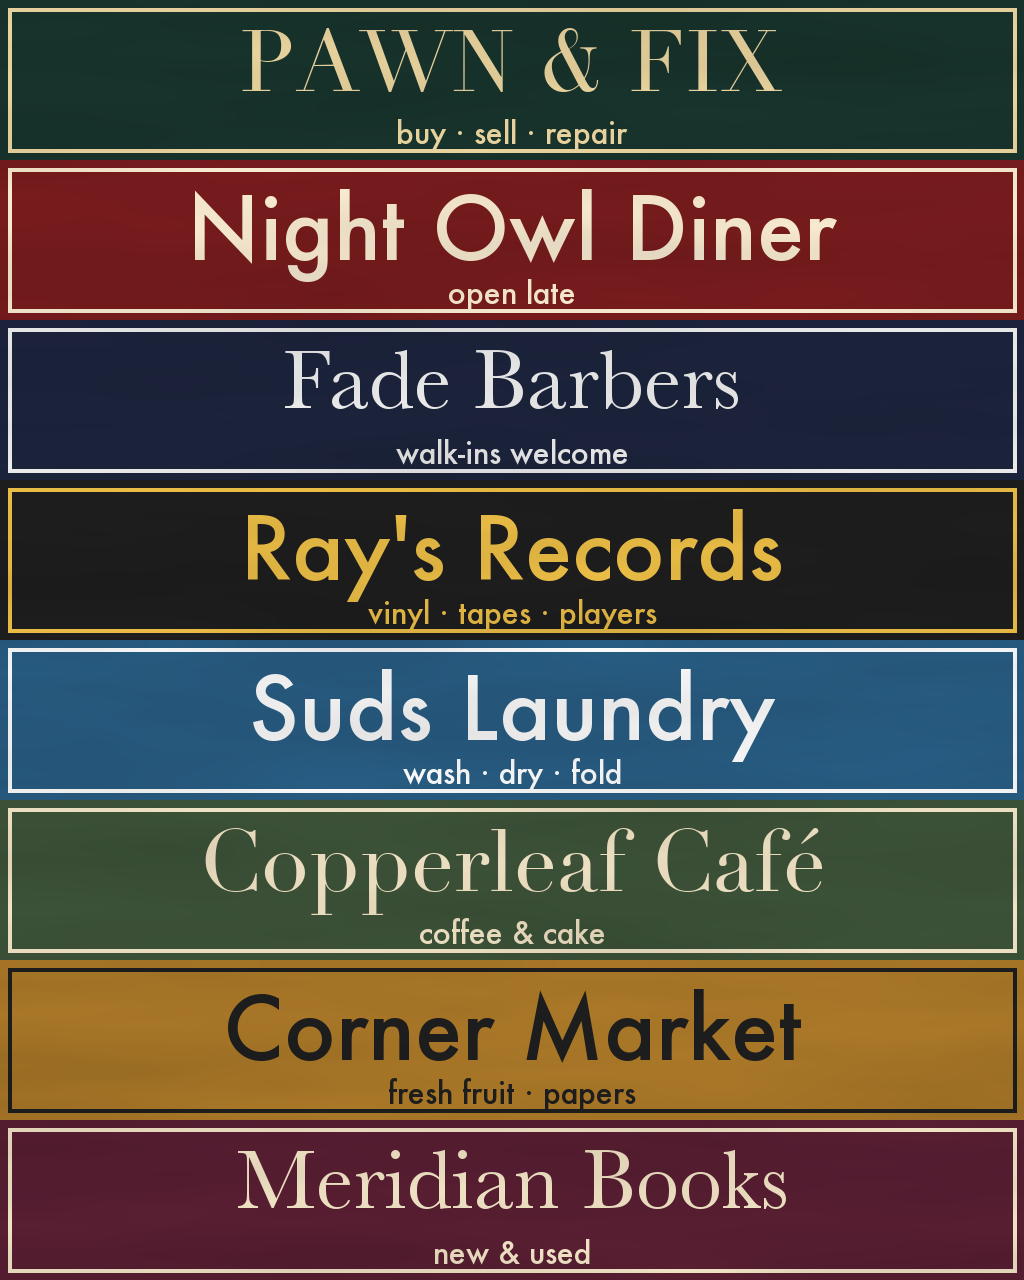 PAWN & FIX
buy · sell · repair
Night Owl Diner
open late
Fade Barbers
walk-ins welcome
Ray's Records
vinyl · tapes · players
Suds Laundry
wash · dry · fold
Copperleaf Café
coffee & cake
Corner Market
fresh fruit · papers
Meridian Books
new & used